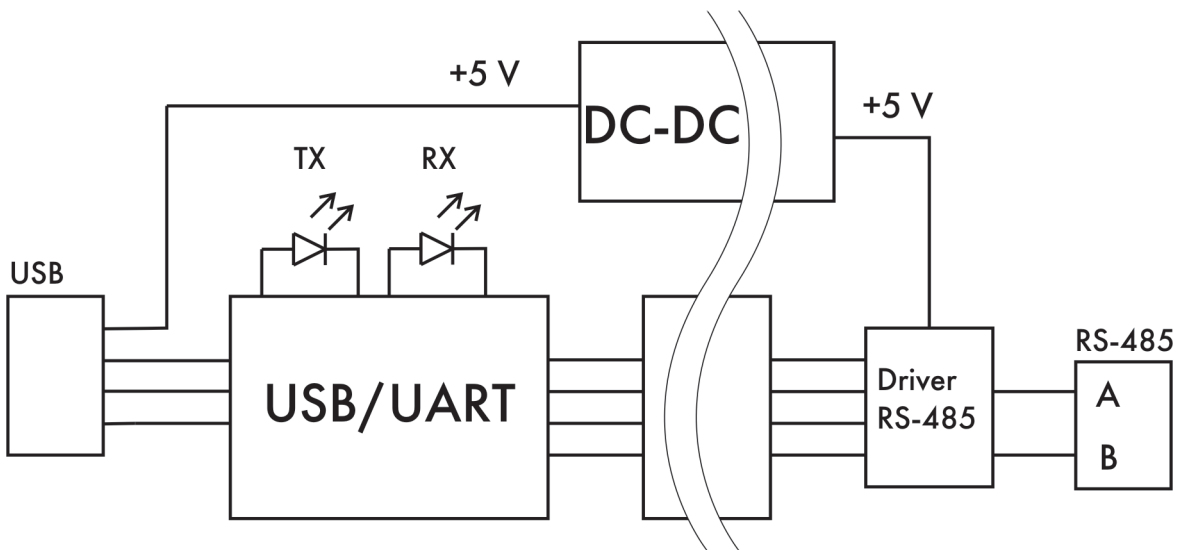 +5 V
DC-DC
+5 V
TX
RX
USB
USB/UART
Driver
RS-485
RS-485
A
B